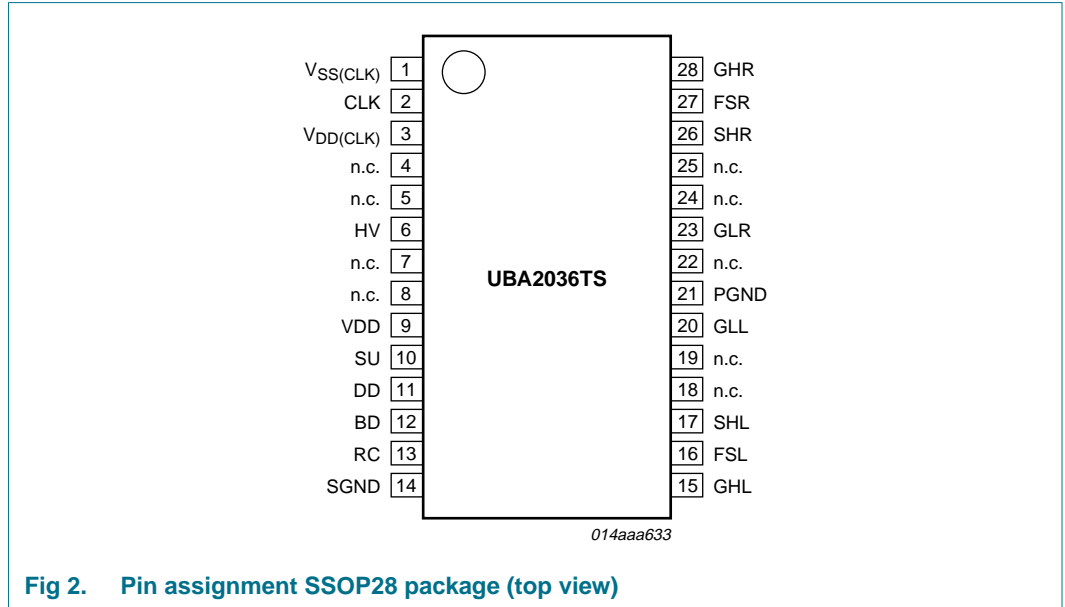 VSS(CLK) 1 28 GHR
CLK 2 27 FSR
VDD(CLK) 3 26 SHR
n.c. 4 25 n.c.
n.c. 5 24 n.c.
HV 6 23 GLR
n.c. 7 22 n.c.
UBA2036TS
n.c. 8 21 PGND
VDD 9 20 GLL
SU 10 19 n.c.
DD 11 18 n.c.
BD 12 17 SHL
RC 13 16 FSL
SGND 14 15 GHL
014aaa633
Fig 2. Pin assignment SSOP28 package (top view)